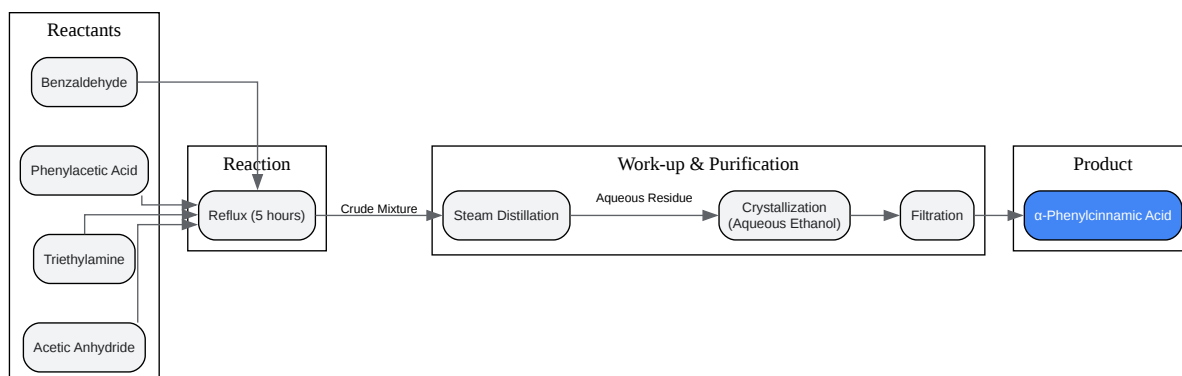 Reactants
Benzaldehyde
Phenylacetic Acid
Triethylamine
Acetic Anhydride
Reaction
Reflux (5 hours)
Crude Mixture
Work-up & Purification
Steam Distillation
Aqueous Residue
Crystallization
(Aqueous Ethanol)
Filtration
Product
α-Phenylcinnamic Acid